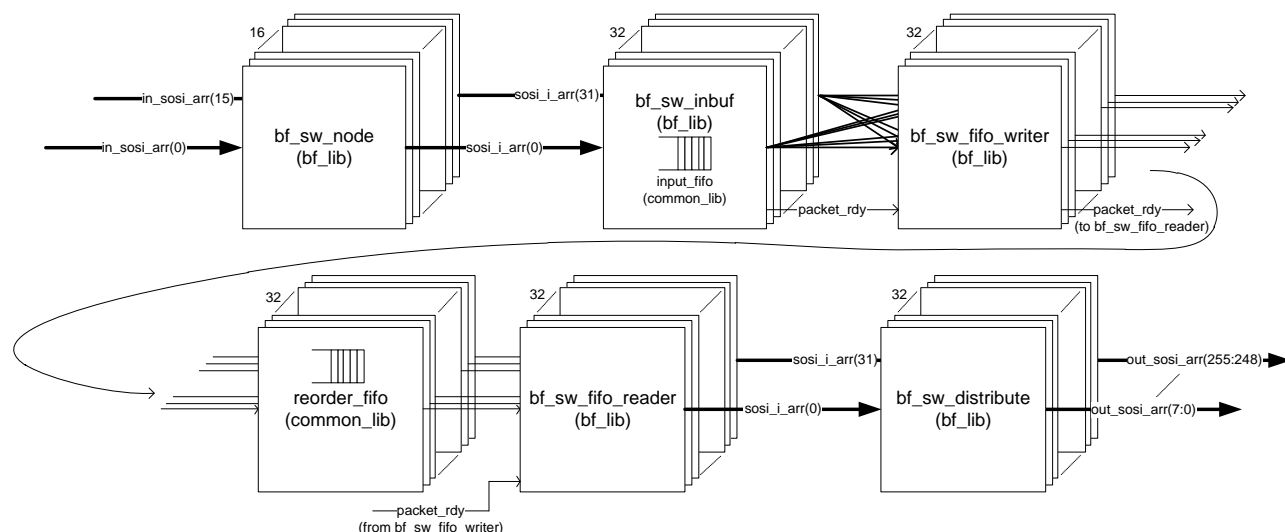 16
in_sosi_arr(15)
in_sosi_arr(0)
bf_sw_node
(bf_lib)
sosi_i_arr(31)
sosi_i_arr(0)
32
bf_sw_inbuf
(bf_lib)
input_fifo
(common_lib)
packet_rdy
32
bf_sw_fifo_writer
(bf_lib)
packet_rdy
(to bf_sw_fifo_reader)
32
reorder_fifo
(common_lib)
32
bf_sw_fifo_reader
(bf_lib)
packet_rdy
(from bf_sw_fifo_writer)
sosi_i_arr(31)
sosi_i_arr(0)
32
bf_sw_distribute
(bf_lib)
out_sosi_arr(255:248)
out_sosi_arr(7:0)